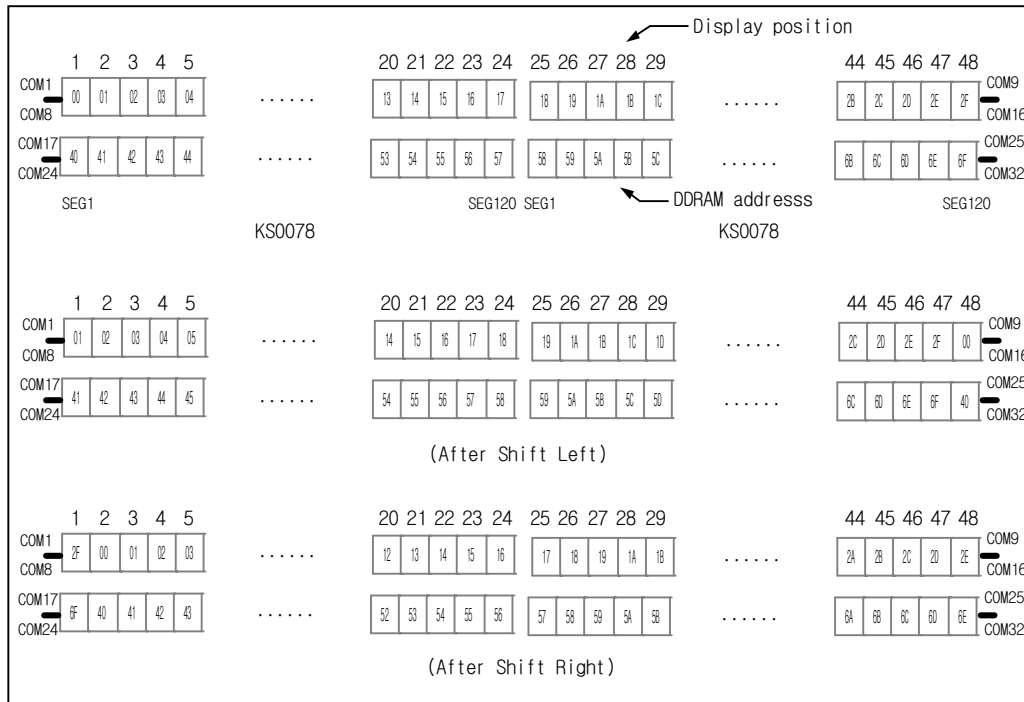 Display position
1 2 3 4 5 20 21 22 23 24 25 26 27 28 29 44 45 46 47 48
COM1 COM9
00 01 02 03 04 ...... 13 14 15 16 17 18 19 1A 1B 1C ...... 2B 2C 2D 2E 2F
COM8 COM16
COM17 COM25
40 41 42 43 44 ...... 53 54 55 56 57 58 59 5A 5B 5C ...... 6B 6C 6D 6E 6F
COM24 COM32
SEG1 SEG120 SEG1 DDRAM addresss SEG120
KS0078 KS0078
1 2 3 4 5 20 21 22 23 24 25 26 27 28 29 44 45 46 47 48
COM1 COM9
01 02 03 04 05 ...... 14 15 16 17 18 19 1A 1B 1C 1D ...... 2C 2D 2E 2F 00
COM8 COM16
COM17 COM25
41 42 43 44 45 ...... 54 55 56 57 58 59 5A 5B 5C 5D ...... 6C 6D 6E 6F 40
COM24 COM32
(After Shift Left)
1 2 3 4 5 20 21 22 23 24 25 26 27 28 29 44 45 46 47 48
COM1 COM9
2F 00 01 02 03 ...... 12 13 14 15 16 17 18 19 1A 1B ...... 2A 2B 2C 2D 2E
COM8 COM16
COM17 COM25
6F 40 41 42 43 ...... 52 53 54 55 56 57 58 59 5A 5B ...... 6A 6B 6C 6D 6E
COM24 COM32
(After Shift Right)